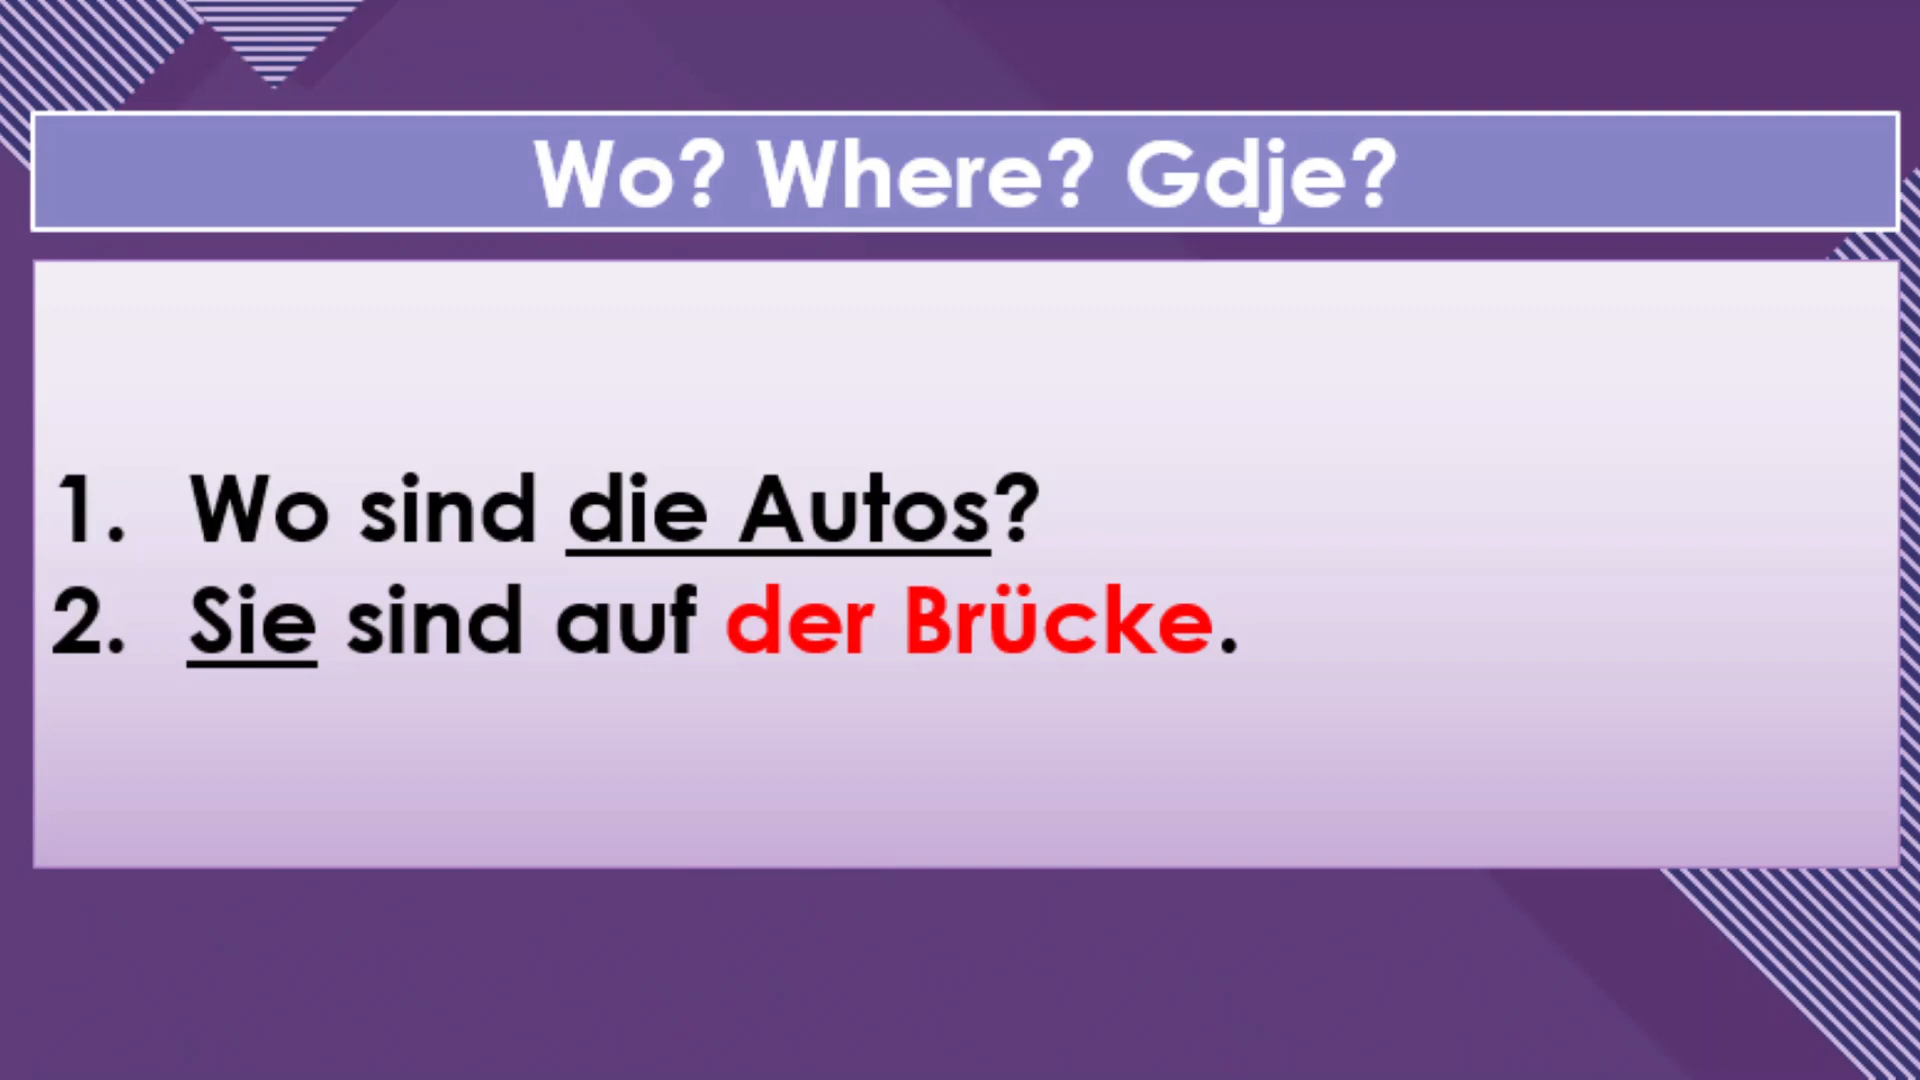 Wo? Where? Gdje?
1. Wo sind die Autos?
2. Sie sind auf der Brücke.